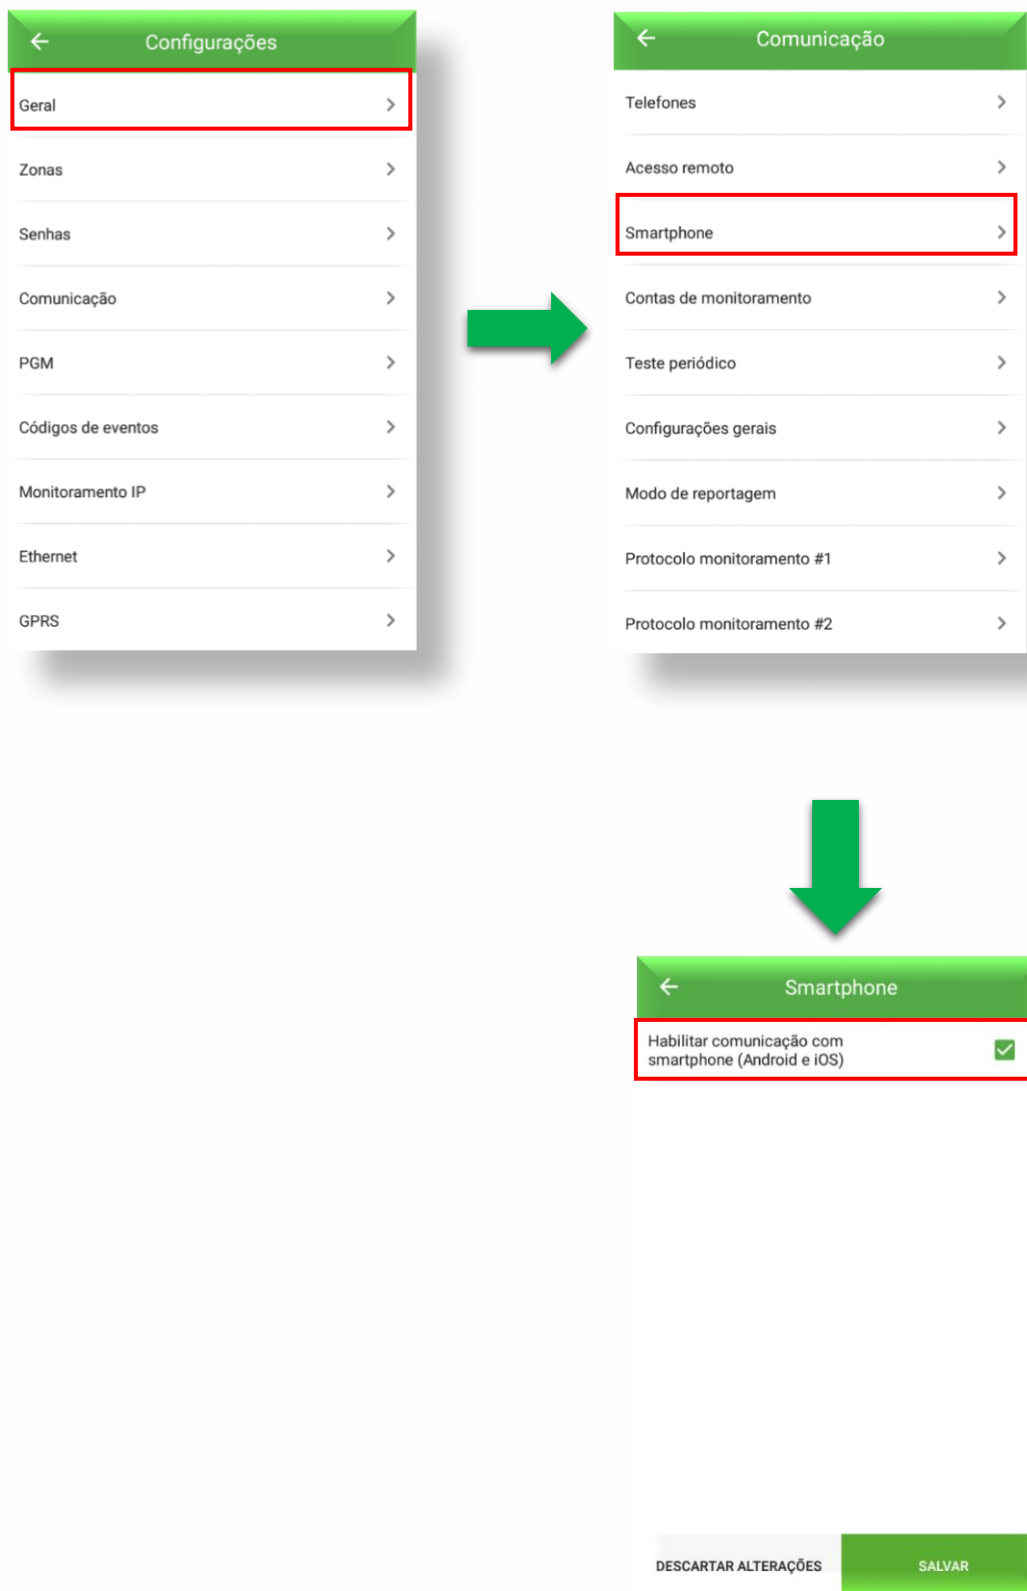 Configurações
Geral
Zonas
Senhas
Comunicação
PGM
Códigos de eventos
Monitoramento IP
Ethernet
GPRS
Comunicação
Telefones
Acesso remoto
Smartphone
Contas de monitoramento
Teste periódico
Configurações gerais
Modo de reportagem
Protocolo monitoramento #1
Protocolo monitoramento #2
Smartphone
Habilitar comunicação com
smartphone (Android e iOS)
DESCARTAR ALTERAÇÕES
SALVAR